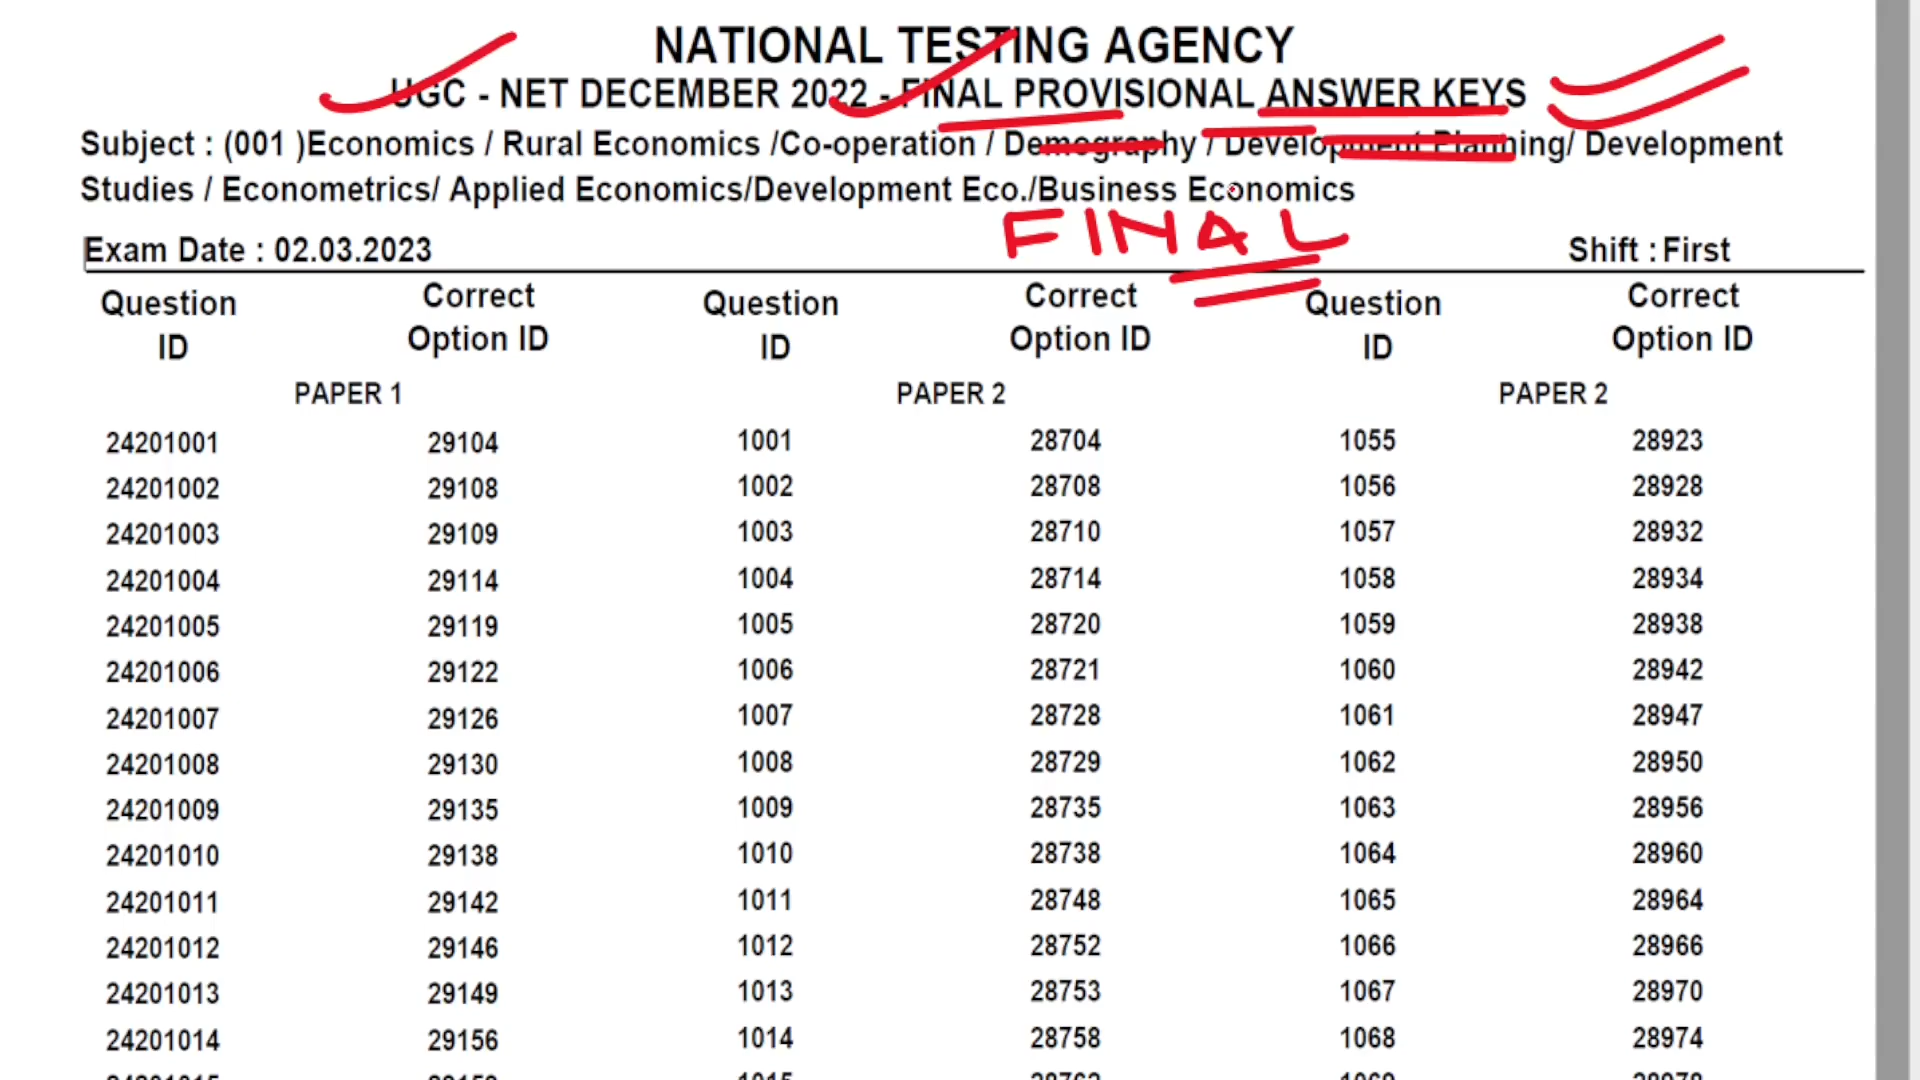 NATIONAL TESTING AGENCY
UGC - NET DECEMBER 2022 - FINAL PROVISIONAL ANSWER KEYS
Subject : (001 )Economics / Rural Economics /Co-operation / Demography / Development Planning/ Development
Studies / Econometrics/ Applied Economics/Development Eco./Business Economics
FINAL
Exam Date : 02.03.2023 Shift : First
Question Correct Question Correct Question Correct
ID Option ID ID Option ID ID Option ID
PAPER 1 PAPER 2 PAPER 2
24201001 29104 1001 28704 1055 28923
24201002 29108 1002 28708 1056 28928
24201003 29109 1003 28710 1057 28932
24201004 29114 1004 28714 1058 28934
24201005 29119 1005 28720 1059 28938
24201006 29122 1006 28721 1060 28942
24201007 29126 1007 28728 1061 28947
24201008 29130 1008 28729 1062 28950
24201009 29135 1009 28735 1063 28956
24201010 29138 1010 28738 1064 28960
24201011 29142 1011 28748 1065 28964
24201012 29146 1012 28752 1066 28966
24201013 29149 1013 28753 1067 28970
24201014 29156 1014 28758 1068 28974